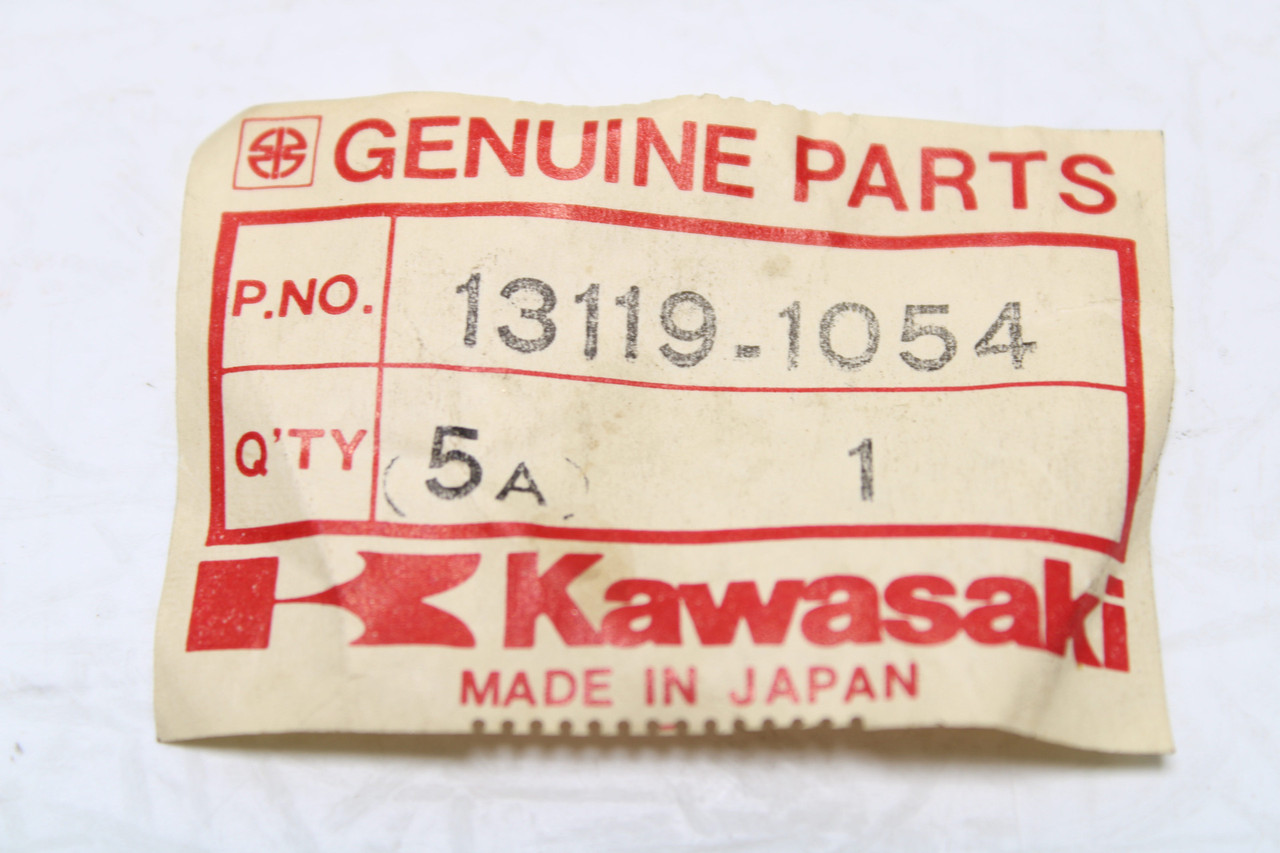 GENUINE PARTS
P.NO. 13119-1054
Q'TY (5A) 1
Kawasaki
MADE IN JAPAN